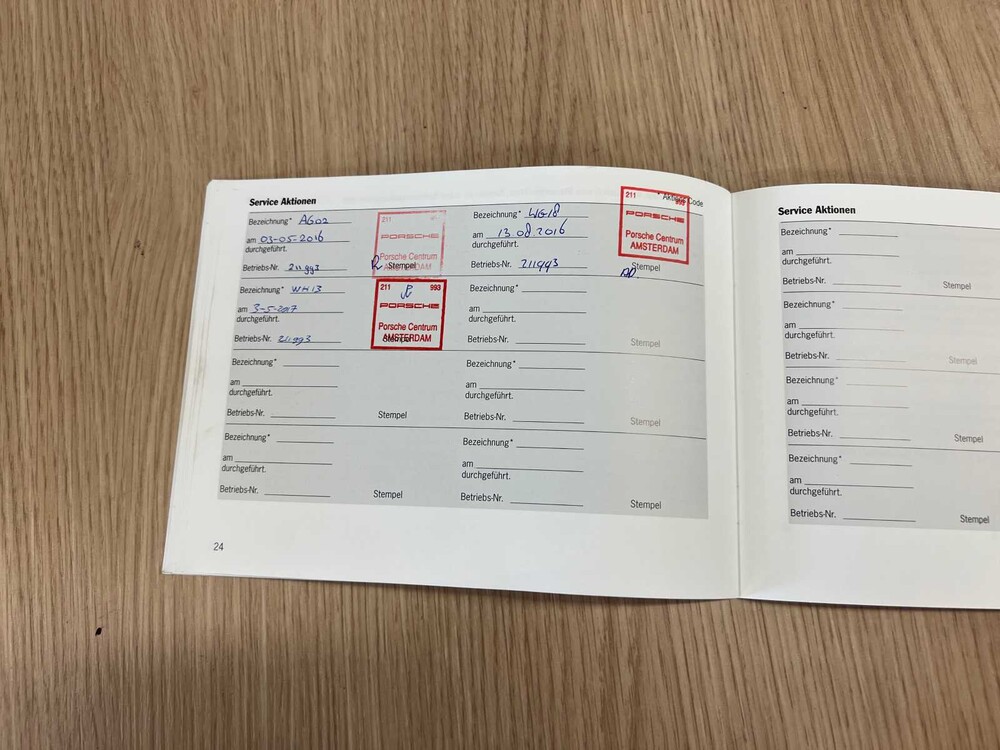 Service Aktionen
* Aktions-Code
Bezeichnung* AG02
am 03-05-2016
durchgeführt.
Betriebs-Nr. 211993
Stempel
211
PORSCHE
Porsche Centrum
AMSTERDAM
Bezeichnung* WG18
am 13 08 2016
durchgeführt.
Betriebs-Nr. 211993
Stempel
211 993
PORSCHE
Porsche Centrum
AMSTERDAM
Bezeichnung* WH13
am 3-5-2017
durchgeführt.
Betriebs-Nr. 211993
Stempel
211 993
PORSCHE
Porsche Centrum
AMSTERDAM
Bezeichnung*
am
durchgeführt.
Betriebs-Nr.
Stempel
Bezeichnung*
am
durchgeführt.
Betriebs-Nr.
Stempel
Bezeichnung*
am
durchgeführt.
Betriebs-Nr.
Stempel
Bezeichnung*
am
durchgeführt.
Betriebs-Nr.
Stempel
Bezeichnung*
am
durchgeführt.
Betriebs-Nr.
Stempel
24
Service Aktionen
Bezeichnung*
am
durchgeführt.
Betriebs-Nr.
Stempel
Bezeichnung*
am
durchgeführt.
Betriebs-Nr.
Stempel
Bezeichnung*
am
durchgeführt.
Betriebs-Nr.
Stempel
Bezeichnung*
am
durchgeführt.
Betriebs-Nr.
Stempel